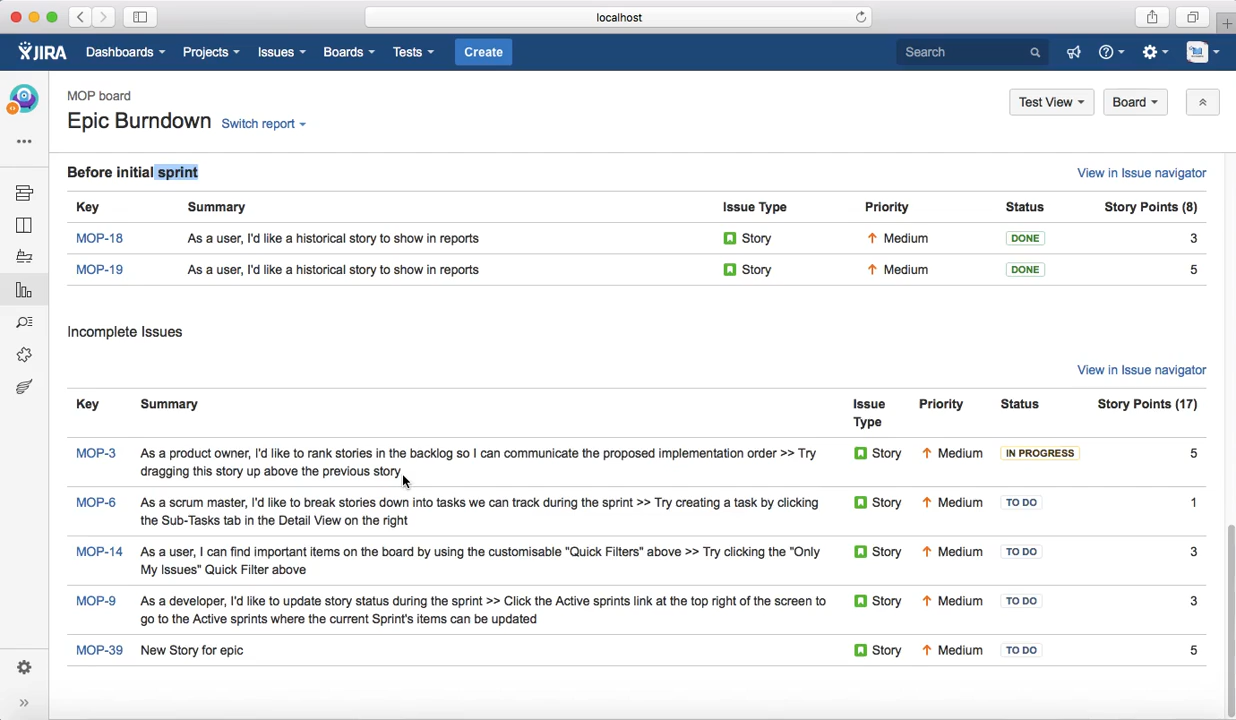 localhost
JIRA Dashboards Projects Issues Boards Tests Create Search
MOP board
Epic Burndown Switch report
Test View Board
Before initial sprint View in Issue navigator
Key Summary Issue Type Priority Status Story Points (8)
MOP-18 As a user, I'd like a historical story to show in reports Story Medium DONE 3
MOP-19 As a user, I'd like a historical story to show in reports Story Medium DONE 5
Incomplete Issues
View in Issue navigator
Key Summary Issue Priority Status Story Points (17)
Type
MOP-3 As a product owner, I'd like to rank stories in the backlog so I can communicate the proposed implementation order >> Try Story Medium IN PROGRESS 5
dragging this story up above the previous story
MOP-6 As a scrum master, I'd like to break stories down into tasks we can track during the sprint >> Try creating a task by clicking Story Medium TO DO 1
the Sub-Tasks tab in the Detail View on the right
MOP-14 As a user, I can find important items on the board by using the customisable "Quick Filters" above >> Try clicking the "Only Story Medium TO DO 3
My Issues" Quick Filter above
MOP-9 As a developer, I'd like to update story status during the sprint >> Click the Active sprints link at the top right of the screen to Story Medium TO DO 3
go to the Active sprints where the current Sprint's items can be updated
MOP-39 New Story for epic Story Medium TO DO 5